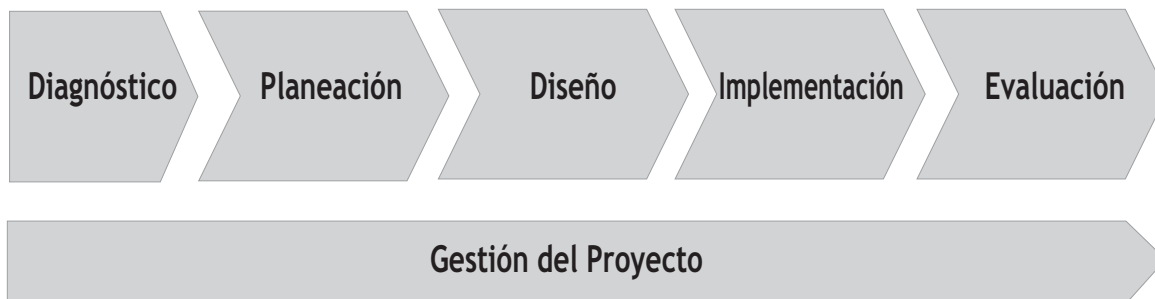 Diagnóstico Planeación Diseño Implementación Evaluación
Gestión del Proyecto